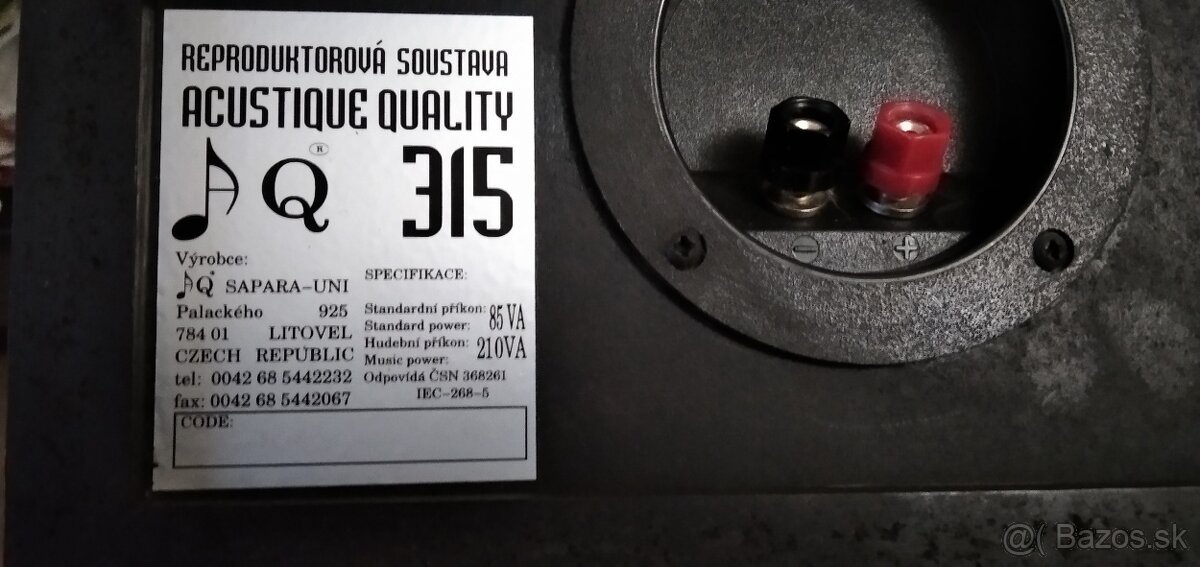 REPRODUKTOROVÁ SOUSTAVA
ACUSTIQUE QUALITY
AQ ® 315
Výrobce:
AQ SAPARA-UNI
Palackého 925
784 01 LITOVEL
CZECH REPUBLIC
tel: 0042 68 5442232
fax: 0042 68 5442067
SPECIFIKACE:
Standardní příkon: 85 VA
Standard power:
Hudební příkon: 210VA
Music power:
Odpovídá ČSN 368261
IEC-268-5
CODE:
− +
@( Bazos.sk